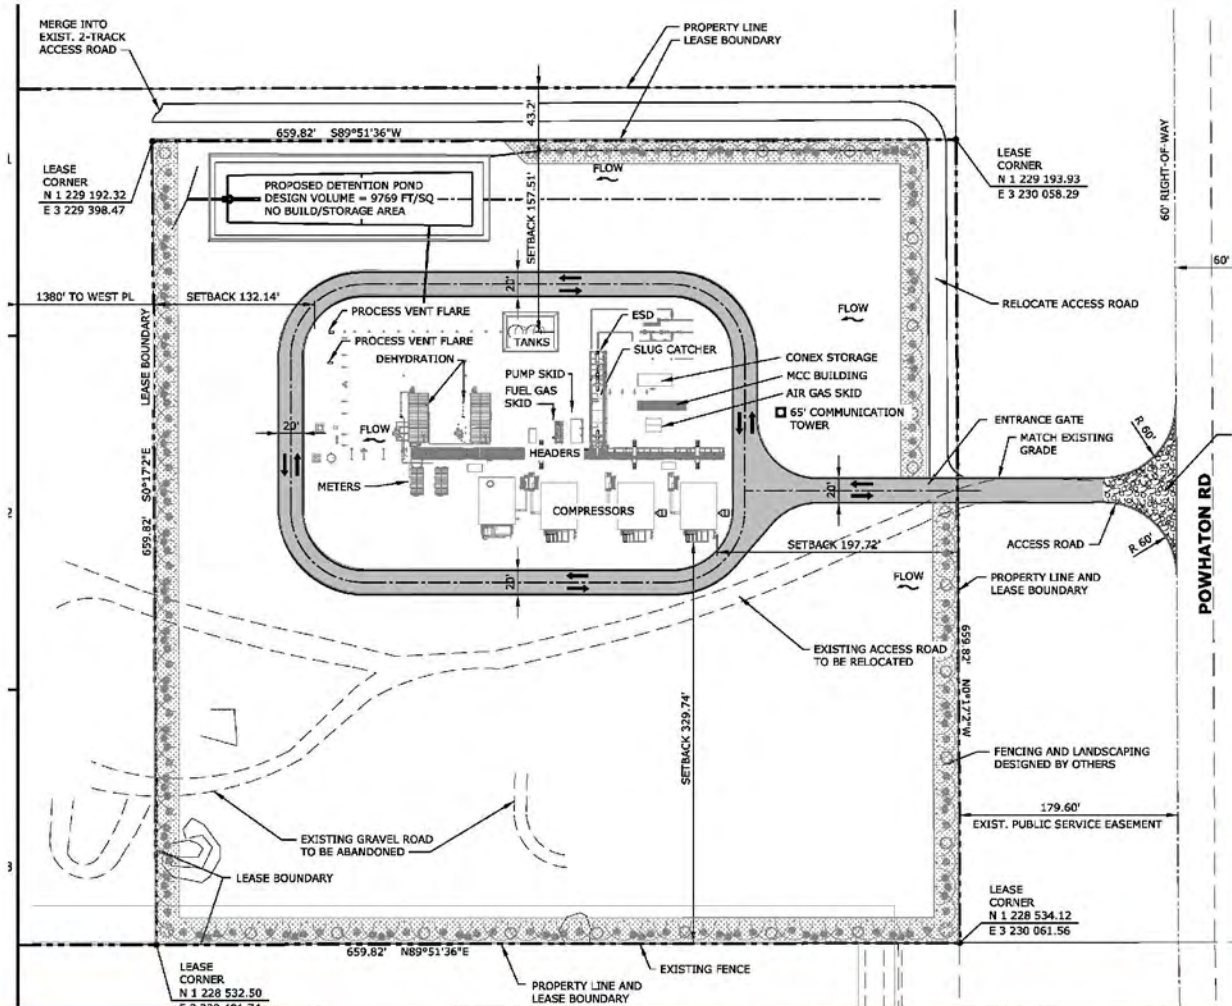 MERGE INTO
EXIST. 2-TRACK
ACCESS ROAD
PROPERTY LINE
LEASE BOUNDARY
43.2'
659.82' S89°51'36"W
LEASE
CORNER
N 1 229 192.32
E 3 229 398.47
PROPOSED DETENTION POND
DESIGN VOLUME = 9769 FT/SQ
NO BUILD/STORAGE AREA
FLOW
SETBACK 157.51'
LEASE
CORNER
N 1 229 193.93
E 3 230 058.29
60' RIGHT-OF-WAY
60'
1380' TO WEST PL
SETBACK 132.14'
20'
RELOCATE ACCESS ROAD
PROCESS VENT FLARE
PROCESS VENT FLARE
DEHYDRATION
TANKS
ESD
SLUG CATCHER
FLOW
LEASE BOUNDARY
PUMP SKID
FUEL GAS
SKID
CONEX STORAGE
MCC BUILDING
AIR GAS SKID
65' COMMUNICATION
TOWER
20'
FLOW
HEADERS
METERS
COMPRESSORS
ENTRANCE GATE
MATCH EXISTING
GRADE
R 60'
20'
659.82' S0°17'2"E
2
SETBACK 197.72'
ACCESS ROAD
R 60'
POWHATON RD
20'
FLOW
PROPERTY LINE AND
LEASE BOUNDARY
EXISTING ACCESS ROAD
TO BE RELOCATED
659.82' N0°17'2"W
SETBACK 329.74'
FENCING AND LANDSCAPING
DESIGNED BY OTHERS
179.60'
EXIST. PUBLIC SERVICE EASEMENT
EXISTING GRAVEL ROAD
TO BE ABANDONED
3
LEASE BOUNDARY
LEASE
CORNER
N 1 228 534.12
E 3 230 061.56
659.82' N89°51'36"E
LEASE
CORNER
N 1 228 532.50
EXISTING FENCE
PROPERTY LINE AND
LEASE BOUNDARY